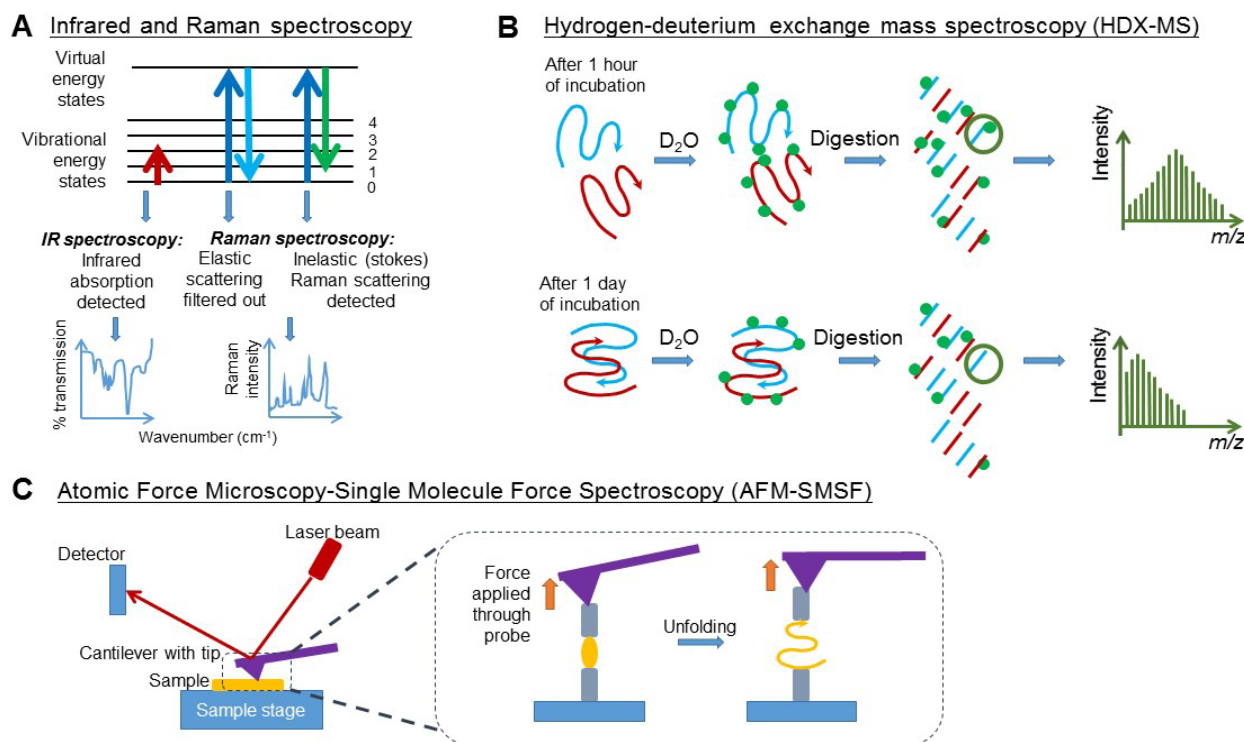 A Infrared and Raman spectroscopy
Virtual
energy
states
Vibrational
energy
states
4
3
2
1
0
IR spectroscopy:
Infrared
absorption
detected
Raman spectroscopy:
Elastic
scattering
filtered out
Inelastic (stokes)
Raman scattering
detected
% transmission
Raman
intensity
Wavenumber (cm-1)
B Hydrogen-deuterium exchange mass spectroscopy (HDX-MS)
After 1 hour
of incubation
D2O
Digestion
Intensity
m/z
After 1 day
of incubation
D2O
Digestion
Intensity
m/z
C Atomic Force Microscopy-Single Molecule Force Spectroscopy (AFM-SMSF)
Detector
Laser beam
Cantilever with tip
Sample
Sample stage
Force
applied
through
probe
Unfolding